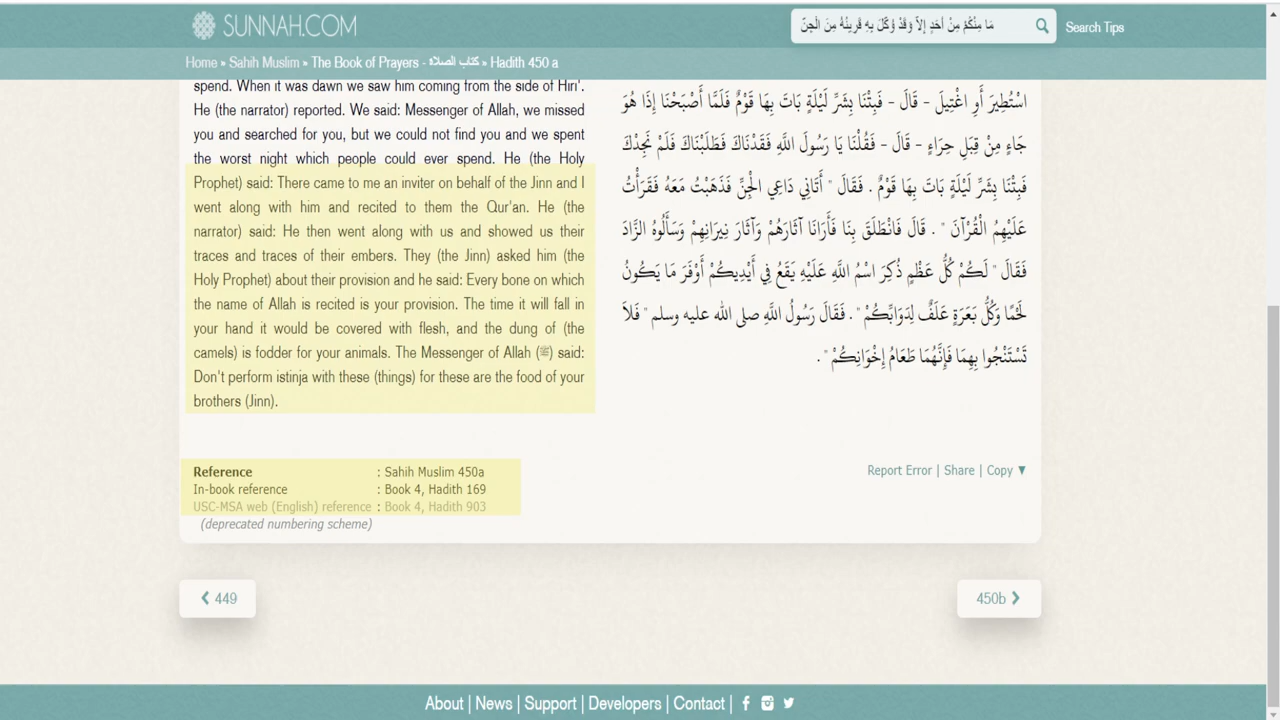 SUNNAH.COM
مَا مِنْكُمْ مِنْ أَحَدٍ إِلاَّ وَقَدْ وُكِّلَ بِهِ قَرِينُهُ مِنَ الْجِنِّ
Search Tips
Home » Sahih Muslim » The Book of Prayers - كتاب الصلاة » Hadith 450 a
spend. When it was dawn we saw him coming from the side of Hiri'.
He (the narrator) reported. We said: Messenger of Allah, we missed
you and searched for you, but we could not find you and we spent
the worst night which people could ever spend. He (the Holy
Prophet) said: There came to me an inviter on behalf of the Jinn and I
went along with him and recited to them the Qur'an. He (the
narrator) said: He then went along with us and showed us their
traces and traces of their embers. They (the Jinn) asked him (the
Holy Prophet) about their provision and he said: Every bone on which
the name of Allah is recited is your provision. The time it will fall in
your hand it would be covered with flesh, and the dung of (the
camels) is fodder for your animals. The Messenger of Allah (ﷺ) said:
Don't perform istinja with these (things) for these are the food of your
brothers (Jinn).
اسْتُطِيرَ أَوِ اغْتِيلَ - قَالَ - فَبِتْنَا بِشَرِّ لَيْلَةٍ بَاتَ بِهَا قَوْمٌ فَلَمَّا أَصْبَحْنَا إِذَا هُوَ
جَاءٍ مِنْ قِبَلِ حِرَاءٍ - قَالَ - فَقُلْنَا يَا رَسُولَ اللَّهِ فَقَدْنَاكَ فَطَلَبْنَاكَ فَلَمْ نَجِدْكَ
فَبِتْنَا بِشَرِّ لَيْلَةٍ بَاتَ بِهَا قَوْمٌ . فَقَالَ " أَتَانِي دَاعِي الْجِنِّ فَذَهَبْتُ مَعَهُ فَقَرَأْتُ
عَلَيْهِمُ الْقُرْآنَ " . قَالَ فَانْطَلَقَ بِنَا فَأَرَانَا آثَارَهُمْ وَآثَارَ نِيرَانِهِمْ وَسَأَلُوهُ الزَّادَ
فَقَالَ " لَكُمْ كُلُّ عَظْمٍ ذُكِرَ اسْمُ اللَّهِ عَلَيْهِ يَقَعُ فِي أَيْدِيكُمْ أَوْفَرَ مَا يَكُونُ
لَحْمًا وَكُلُّ بَعَرَةٍ عَلَفٌ لِدَوَابِّكُمْ " . فَقَالَ رَسُولُ اللَّهِ صلى الله عليه وسلم " فَلاَ
تَسْتَنْجُوا بِهِمَا فَإِنَّهُمَا طَعَامُ إِخْوَانِكُمْ " .
Reference : Sahih Muslim 450a
In-book reference : Book 4, Hadith 169
USC-MSA web (English) reference : Book 4, Hadith 903
(deprecated numbering scheme)
Report Error | Share | Copy ▼
449
450b
About | News | Support | Developers | Contact |